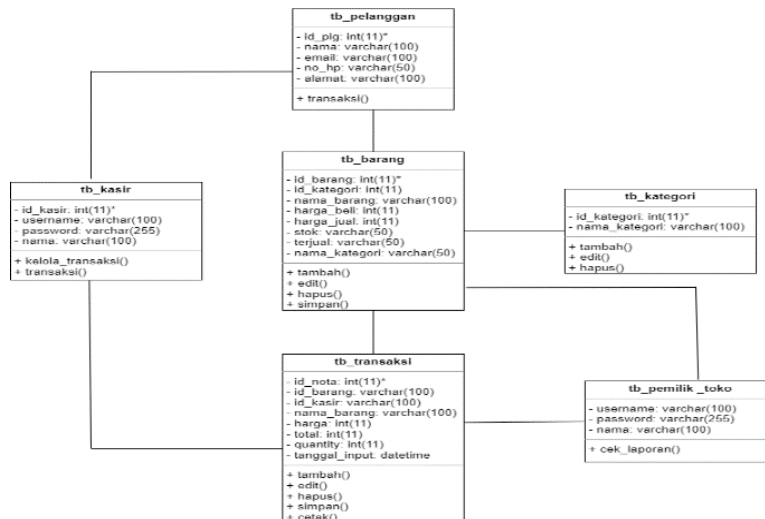 tb_pelanggan
- id_plg: int(11)*
- nama: varchar(100)
- email: varchar(100)
- no_hp: varchar(50)
- alamat: varchar(100)
+ transaksi()
tb_barang
- id_barang: int(11)*
- id_kategori: int(11)
- nama_barang: varchar(100)
- harga_beli: int(11)
- harga_jual: int(11)
- stok: varchar(50)
- terjual: varchar(50)
- nama_kategori: varchar(50)
+ tambah()
+ edit()
+ hapus()
+ simpan()
tb_kasir
- id_kasir: int(11)*
- username: varchar(100)
- password: varchar(255)
- nama: varchar(100)
+ kelola_transaksi()
+ transaksi()
tb_kategori
- id_kategori: int(11)*
- nama_kategori: varchar(100)
+ tambah()
+ edit()
+ hapus()
tb_transaksi
- id_nota: int(11)*
- id_barang: varchar(100)
- id_kasir: varchar(100)
- nama_barang: varchar(100)
- harga: int(11)
- total: int(11)
- quantity: int(11)
- tanggal_input: datetime
+ tambah()
+ edit()
+ hapus()
+ simpan()
+ cetak()
tb_pemilik _toko
- username: varchar(100)
- password: varchar(255)
- nama: varchar(100)
+ cek_laporan()